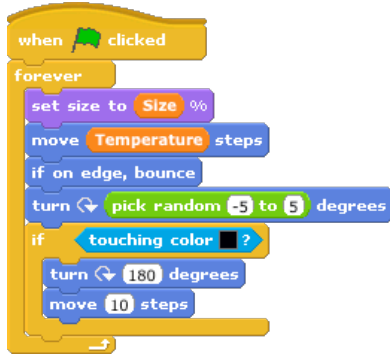 when clicked
forever
set size to Size %
move Temperature steps
if on edge, bounce
turn pick random -5 to 5 degrees
if touching color ?
turn 180 degrees
move 10 steps